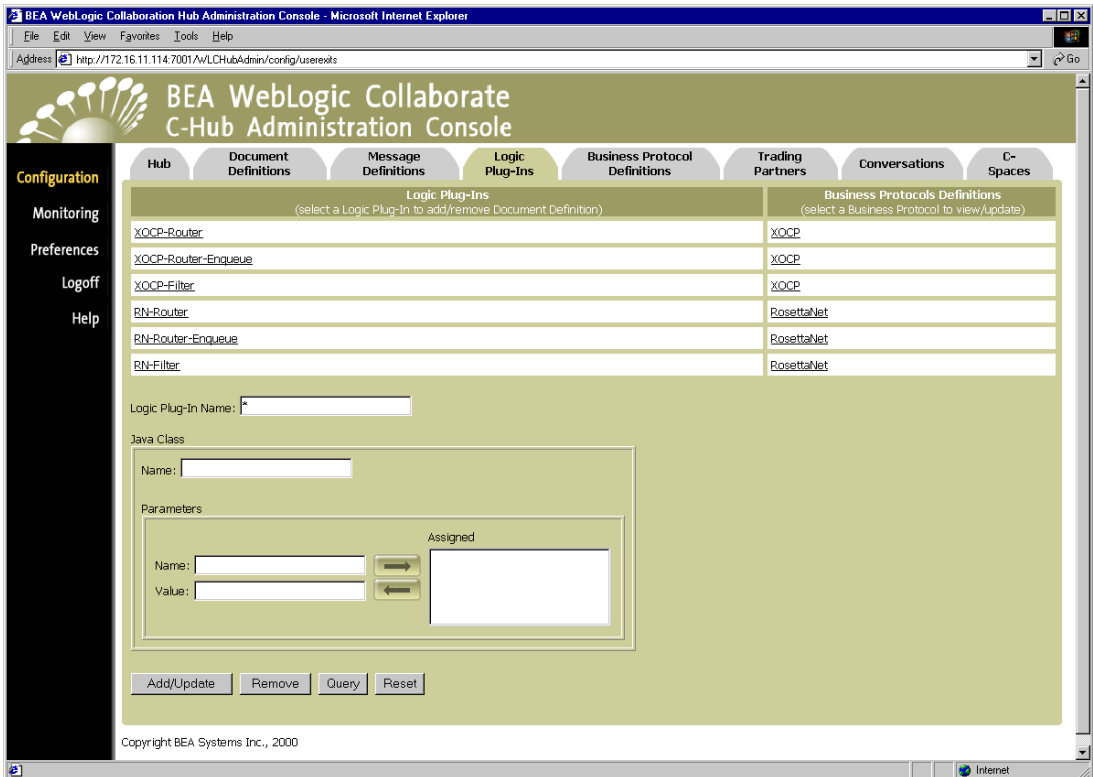 BEA WebLogic Collaboration Hub Administration Console - Microsoft Internet Explorer
File Edit View Favorites Tools Help
Address http://172.16.11.114:7001/WLCHubAdmin/config/userexits Go
BEA WebLogic Collaborate
C-Hub Administration Console
Configuration
Monitoring
Preferences
Logoff
Help
Hub
Document
Definitions
Message
Definitions
Logic
Plug-Ins
Business Protocol
Definitions
Trading
Partners
Conversations
C-
Spaces
Logic Plug-Ins
(select a Logic Plug-In to add/remove Document Definition)
Business Protocols Definitions
(select a Business Protocol to view/update)
XOCP-Router XOCP
XOCP-Router-Enqueue XOCP
XOCP-Filter XOCP
RN-Router RosettaNet
RN-Router-Enqueue RosettaNet
RN-Filter RosettaNet
Logic Plug-In Name: *
Java Class
Name:
Parameters
Assigned
Name:
Value:
Add/Update Remove Query Reset
Copyright BEA Systems Inc., 2000
Internet